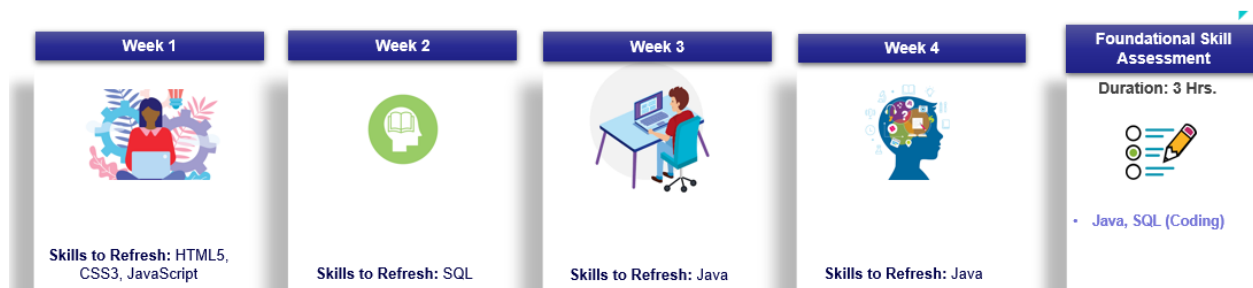 Week 1
Skills to Refresh: HTML5,
CSS3, JavaScript
Week 2
Skills to Refresh: SQL
Week 3
Skills to Refresh: Java
Week 4
Skills to Refresh: Java
Foundational Skill
Assessment
Duration: 3 Hrs.
▪ Java, SQL (Coding)